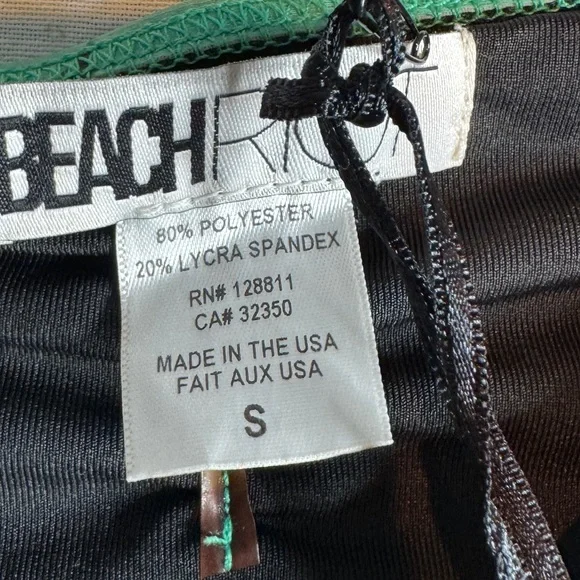 BEACH RIOT
80% POLYESTER
20% LYCRA SPANDEX
RN# 128811
CA# 32350
MADE IN THE USA
FAIT AUX USA
S